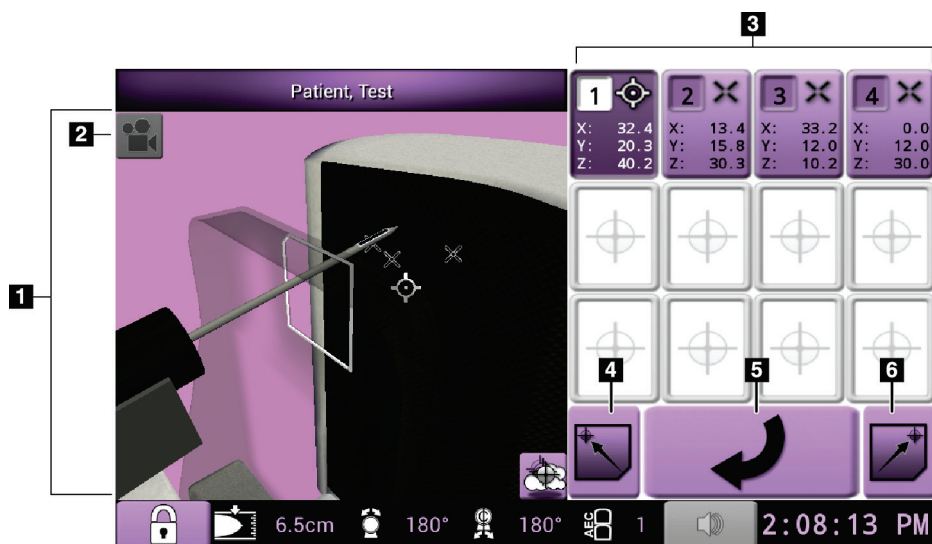 3
Patient, Test
1 2 3 4
X: 32.4 X: 13.4 X: 33.2 X: 0.0
Y: 20.3 Y: 15.8 Y: 12.0 Y: 12.0
Z: 40.2 Z: 30.3 Z: 10.2 Z: 30.0
2
1
4 5 6
6.5cm 180° C 180° AEC 1 2:08:13 PM